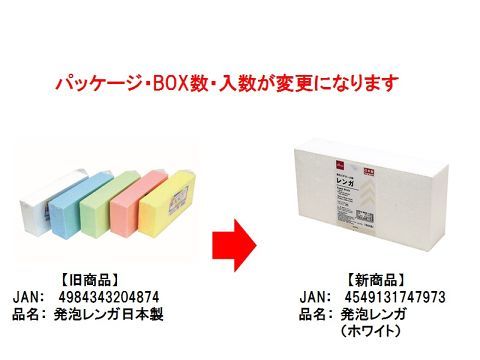 パッケージ・BOX数・入数が変更になります
【旧商品】
JAN: 4984343204874
品名: 発泡レンガ日本製
レンガ
【新商品】
JAN: 4549131747973
品名: 発泡レンガ
(ホワイト)